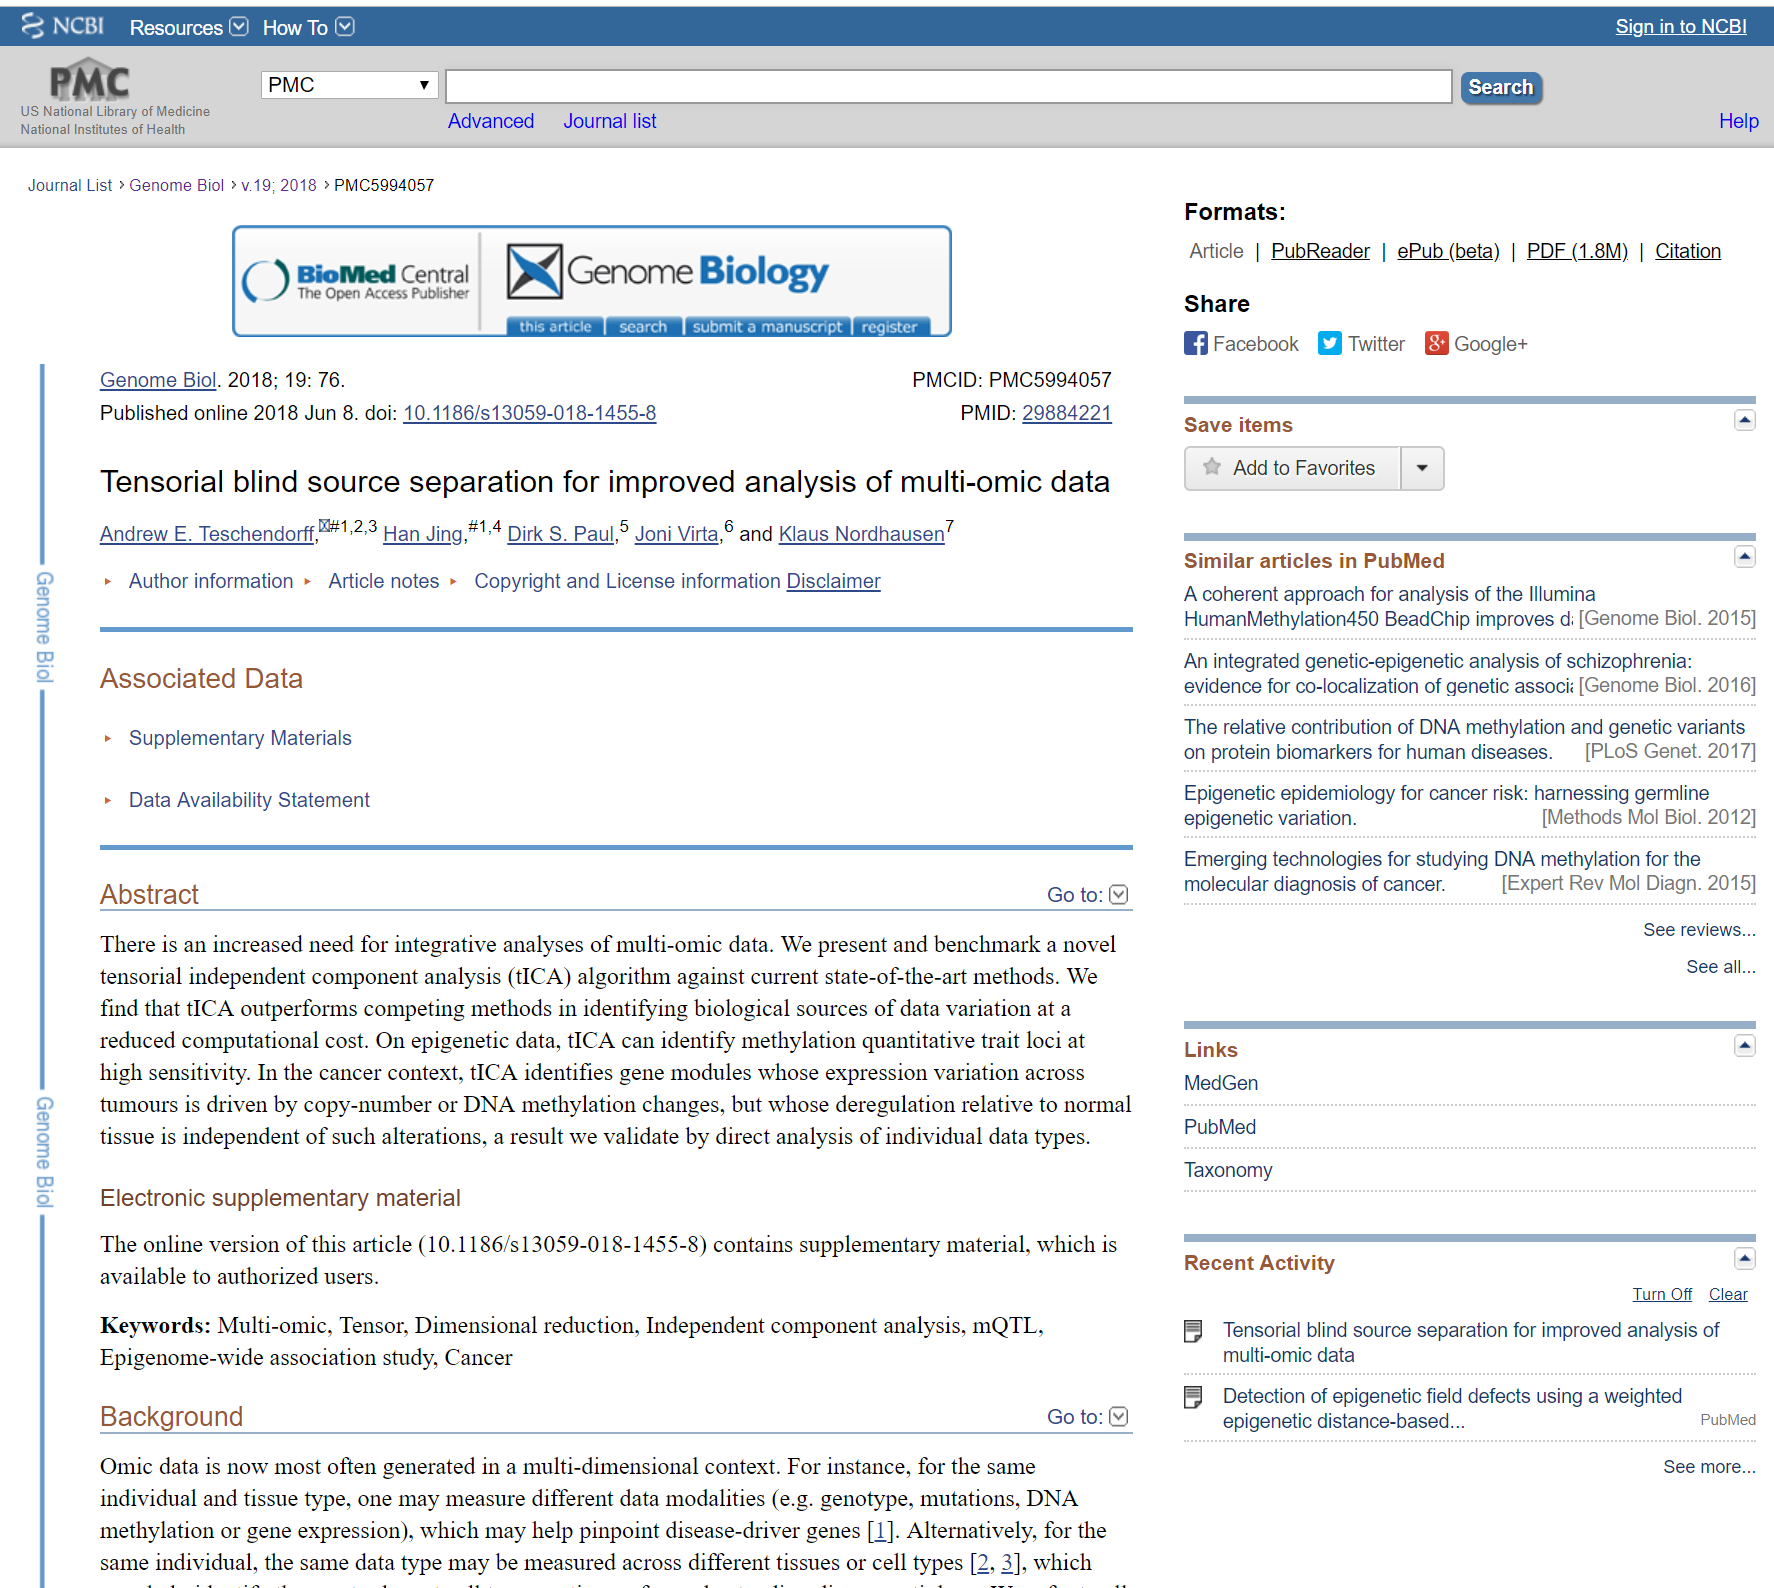 NCBI Resources How To Sign in to NCBI
PMC
US National Library of Medicine
National Institutes of Health
PMC
Search
Advanced Journal list
Help
Journal List › Genome Biol › v.19; 2018 › PMC5994057
BioMed Central
The Open Access Publisher
Genome Biology
this article search submit a manuscript register
Genome Biol
Genome Biol
Genome Biol. 2018; 19: 76. PMCID: PMC5994057
Published online 2018 Jun 8. doi: 10.1186/s13059-018-1455-8 PMID: 29884221
Tensorial blind source separation for improved analysis of multi-omic data
Andrew E. Teschendorff,#1,2,3 Han Jing,#1,4 Dirk S. Paul,5 Joni Virta,6 and Klaus Nordhausen7
Author information Article notes Copyright and License information Disclaimer
Associated Data
Supplementary Materials
Data Availability Statement
Abstract Go to:
There is an increased need for integrative analyses of multi-omic data. We present and benchmark a novel
tensorial independent component analysis (tICA) algorithm against current state-of-the-art methods. We
find that tICA outperforms competing methods in identifying biological sources of data variation at a
reduced computational cost. On epigenetic data, tICA can identify methylation quantitative trait loci at
high sensitivity. In the cancer context, tICA identifies gene modules whose expression variation across
tumours is driven by copy-number or DNA methylation changes, but whose deregulation relative to normal
tissue is independent of such alterations, a result we validate by direct analysis of individual data types.
Electronic supplementary material
The online version of this article (10.1186/s13059-018-1455-8) contains supplementary material, which is
available to authorized users.
Keywords: Multi-omic, Tensor, Dimensional reduction, Independent component analysis, mQTL,
Epigenome-wide association study, Cancer
Background Go to:
Omic data is now most often generated in a multi-dimensional context. For instance, for the same
individual and tissue type, one may measure different data modalities (e.g. genotype, mutations, DNA
methylation or gene expression), which may help pinpoint disease-driver genes [1]. Alternatively, for the
same individual, the same data type may be measured across different tissues or cell types [2, 3], which
Formats:
Article | PubReader | ePub (beta) | PDF (1.8M) | Citation
Share
Facebook Twitter Google+
Save items
Add to Favorites
Similar articles in PubMed
A coherent approach for analysis of the Illumina
HumanMethylation450 BeadChip improves da [Genome Biol. 2015]
An integrated genetic-epigenetic analysis of schizophrenia:
evidence for co-localization of genetic associa [Genome Biol. 2016]
The relative contribution of DNA methylation and genetic variants
on protein biomarkers for human diseases. [PLoS Genet. 2017]
Epigenetic epidemiology for cancer risk: harnessing germline
epigenetic variation. [Methods Mol Biol. 2012]
Emerging technologies for studying DNA methylation for the
molecular diagnosis of cancer. [Expert Rev Mol Diagn. 2015]
See reviews...
See all...
Links
MedGen
PubMed
Taxonomy
Recent Activity
Turn Off Clear
Tensorial blind source separation for improved analysis of
multi-omic data
Detection of epigenetic field defects using a weighted
epigenetic distance-based... PubMed
See more...